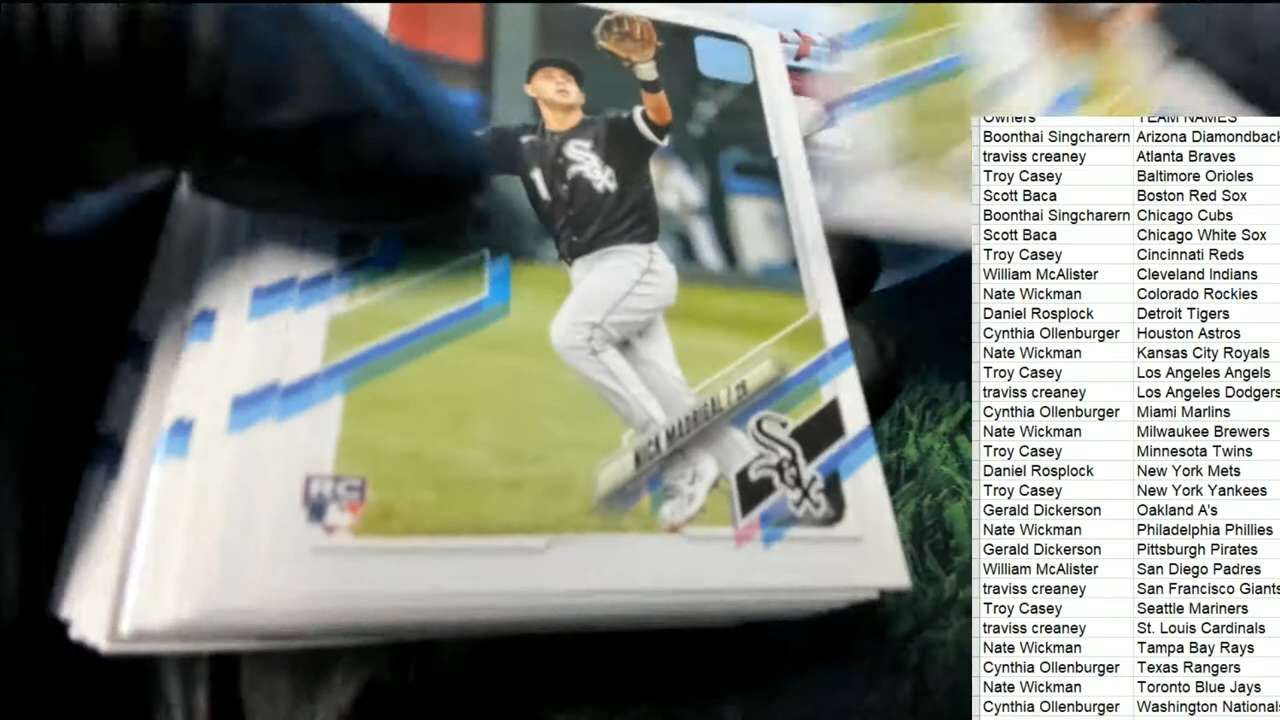 SOX
1
NICK MADRIGAL / 2B
RC
SOX
Owners TEAM NAMES
Boonthai Singcharern Arizona Diamondback
traviss creaney Atlanta Braves
Troy Casey Baltimore Orioles
Scott Baca Boston Red Sox
Boonthai Singcharern Chicago Cubs
Scott Baca Chicago White Sox
Troy Casey Cincinnati Reds
William McAlister Cleveland Indians
Nate Wickman Colorado Rockies
Daniel Rosplock Detroit Tigers
Cynthia Ollenburger Houston Astros
Nate Wickman Kansas City Royals
Troy Casey Los Angeles Angels
traviss creaney Los Angeles Dodgers
Cynthia Ollenburger Miami Marlins
Nate Wickman Milwaukee Brewers
Troy Casey Minnesota Twins
Daniel Rosplock New York Mets
Troy Casey New York Yankees
Gerald Dickerson Oakland A's
Nate Wickman Philadelphia Phillies
Gerald Dickerson Pittsburgh Pirates
William McAlister San Diego Padres
traviss creaney San Francisco Giants
Troy Casey Seattle Mariners
traviss creaney St. Louis Cardinals
Nate Wickman Tampa Bay Rays
Cynthia Ollenburger Texas Rangers
Nate Wickman Toronto Blue Jays
Cynthia Ollenburger Washington National